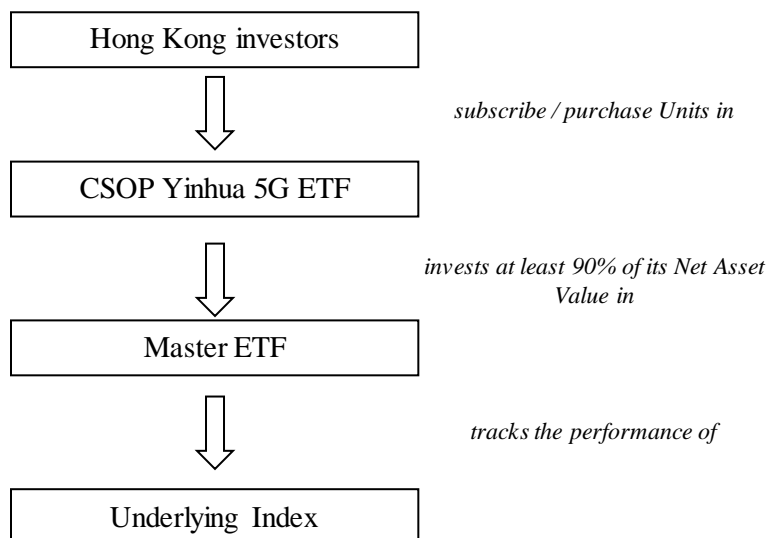 Hong Kong investors
subscribe / purchase Units in
CSOP Yinhua 5G ETF
invests at least 90% of its Net Asset
Value in
Master ETF
tracks the performance of
Underlying Index